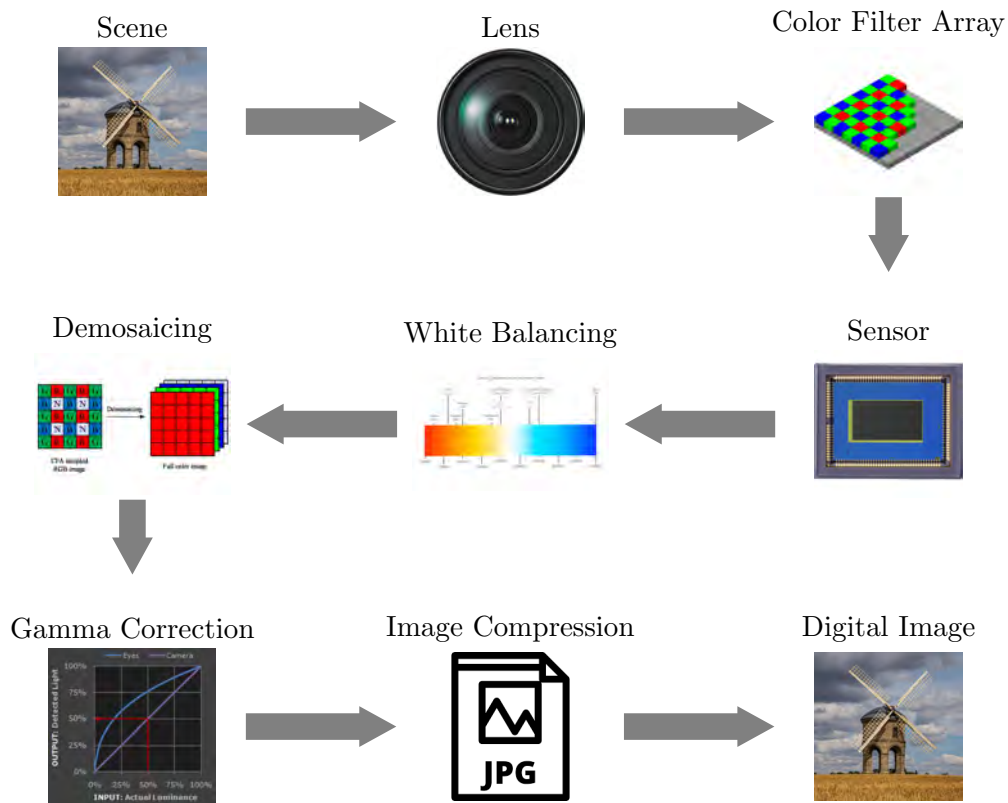 Scene
Lens
Color Filter Array
Demosaicing
White Balancing
Sensor
Demosaicing
CFA
RGB image
Full color image
Gamma Correction
Image Compression
Digital Image
Eyes
Camera
100%
75%
50%
25%
0%
OUTPUT: Detected Light
0% 25% 50% 75% 100%
INPUT: Actual Luminance
JPG